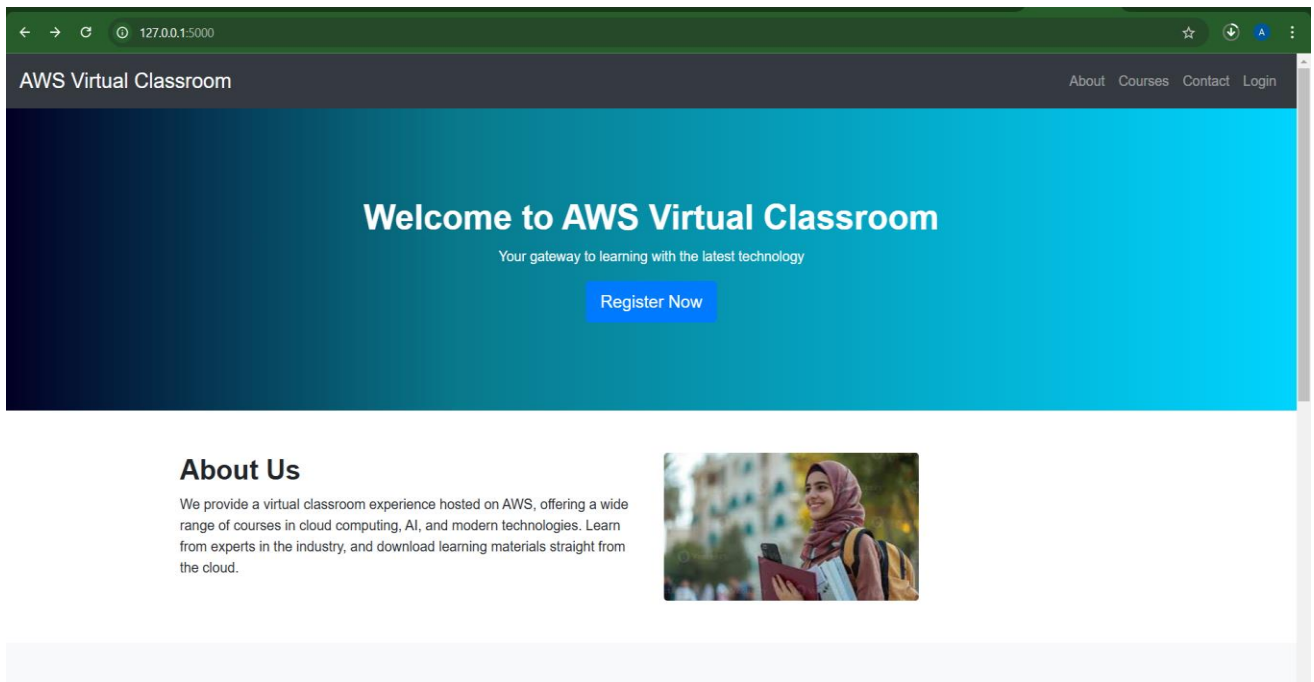 127.0.0.1:5000
A
AWS Virtual Classroom
About Courses Contact Login
Welcome to AWS Virtual Classroom
Your gateway to learning with the latest technology
Register Now
About Us
We provide a virtual classroom experience hosted on AWS, offering a wide
range of courses in cloud computing, AI, and modern technologies. Learn
from experts in the industry, and download learning materials straight from
the cloud.